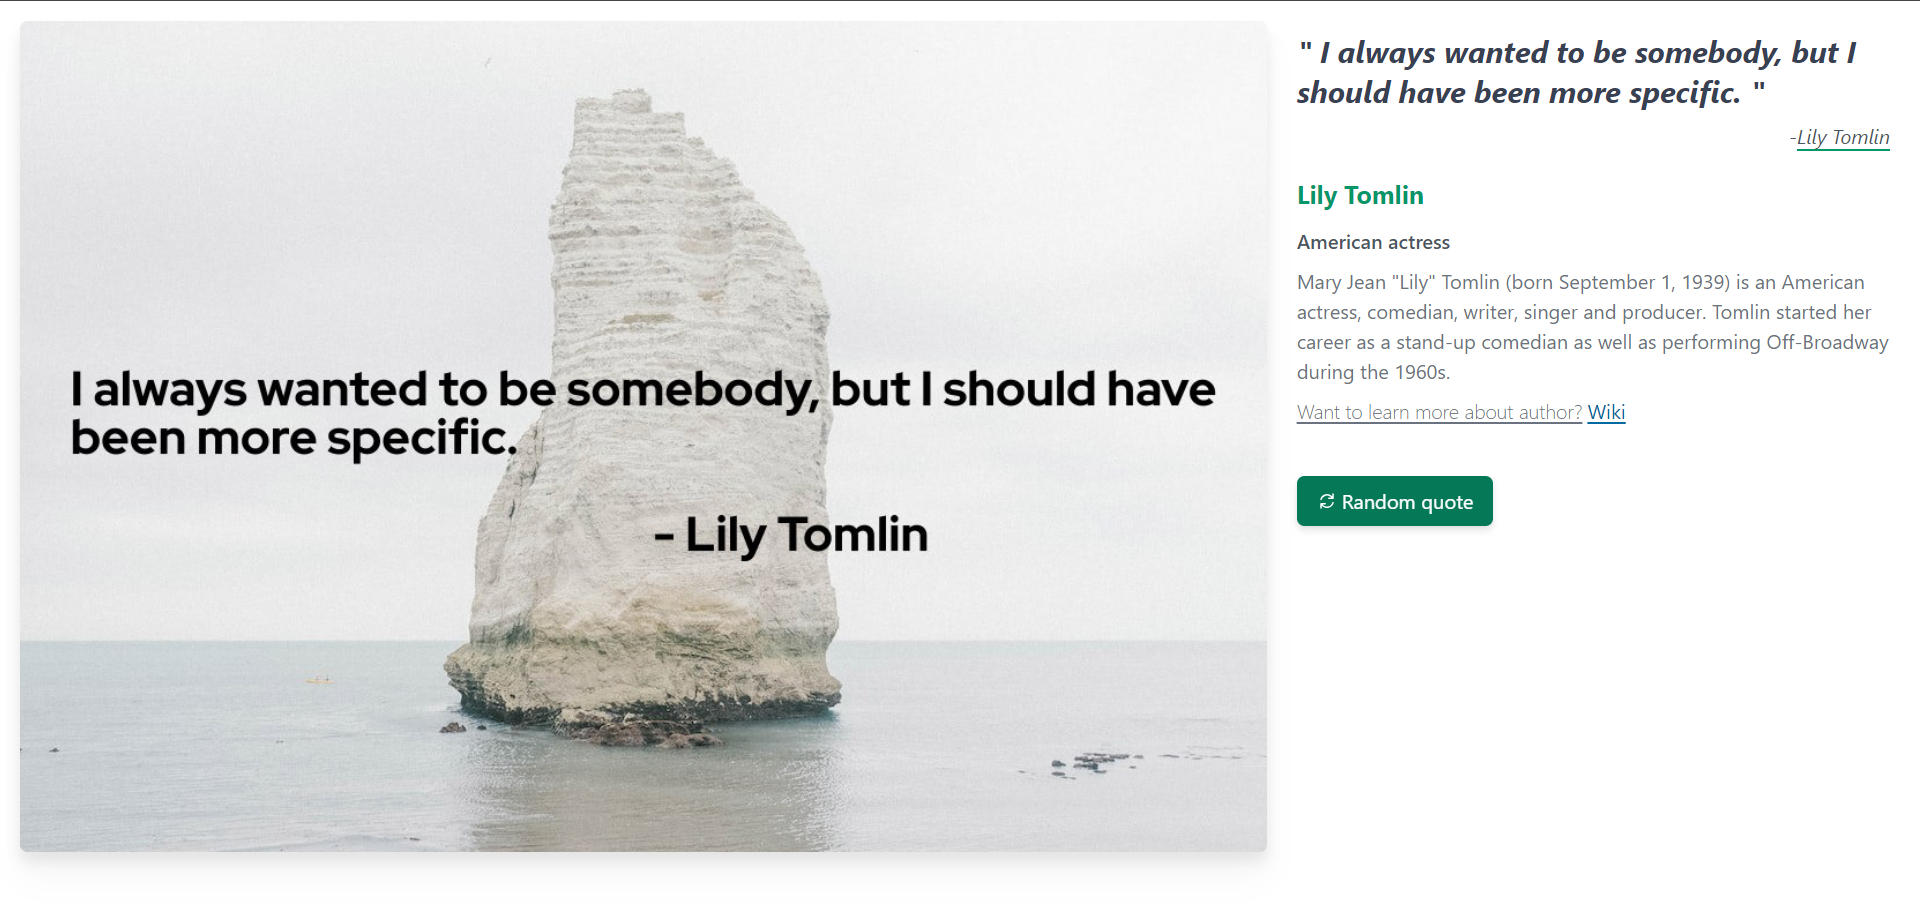 I always wanted to be somebody, but I should have
been more specific.
- Lily Tomlin
" I always wanted to be somebody, but I
should have been more specific. "
-Lily Tomlin
Lily Tomlin
American actress
Mary Jean "Lily" Tomlin (born September 1, 1939) is an American
actress, comedian, writer, singer and producer. Tomlin started her
career as a stand-up comedian as well as performing Off-Broadway
during the 1960s.
Want to learn more about author? Wiki
Random quote